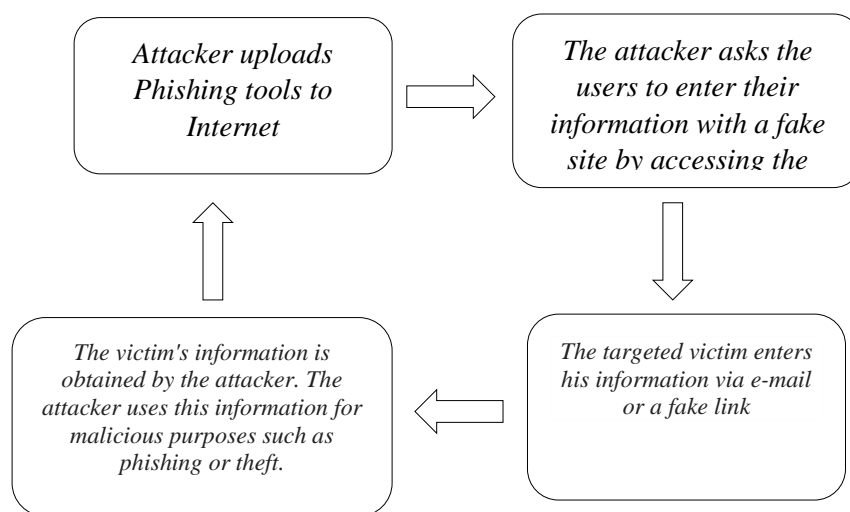 Attacker uploads
Phishing tools to
Internet
The attacker asks the
users to enter their
information with a fake
site by accessing the
The targeted victim enters
his information via e-mail
or a fake link
The victim's information is
obtained by the attacker. The
attacker uses this information for
malicious purposes such as
phishing or theft.